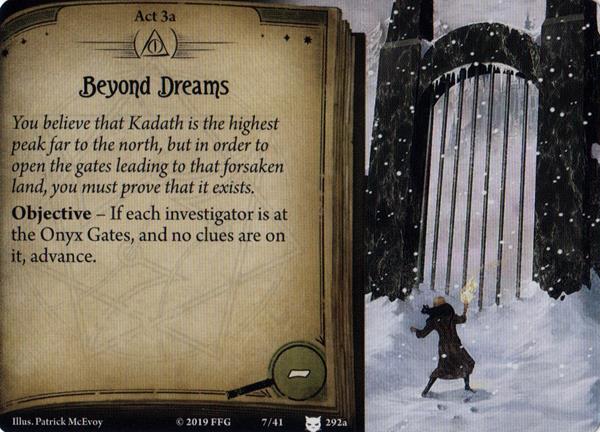 Act 3a
1
Beyond Dreams
You believe that Kadath is the highest
peak far to the north, but in order to
open the gates leading to that forsaken
land, you must prove that it exists.
Objective – If each investigator is at
the Onyx Gates, and no clues are on
it, advance.
–
Illus. Patrick McEvoy © 2019 FFG 7/41 292a